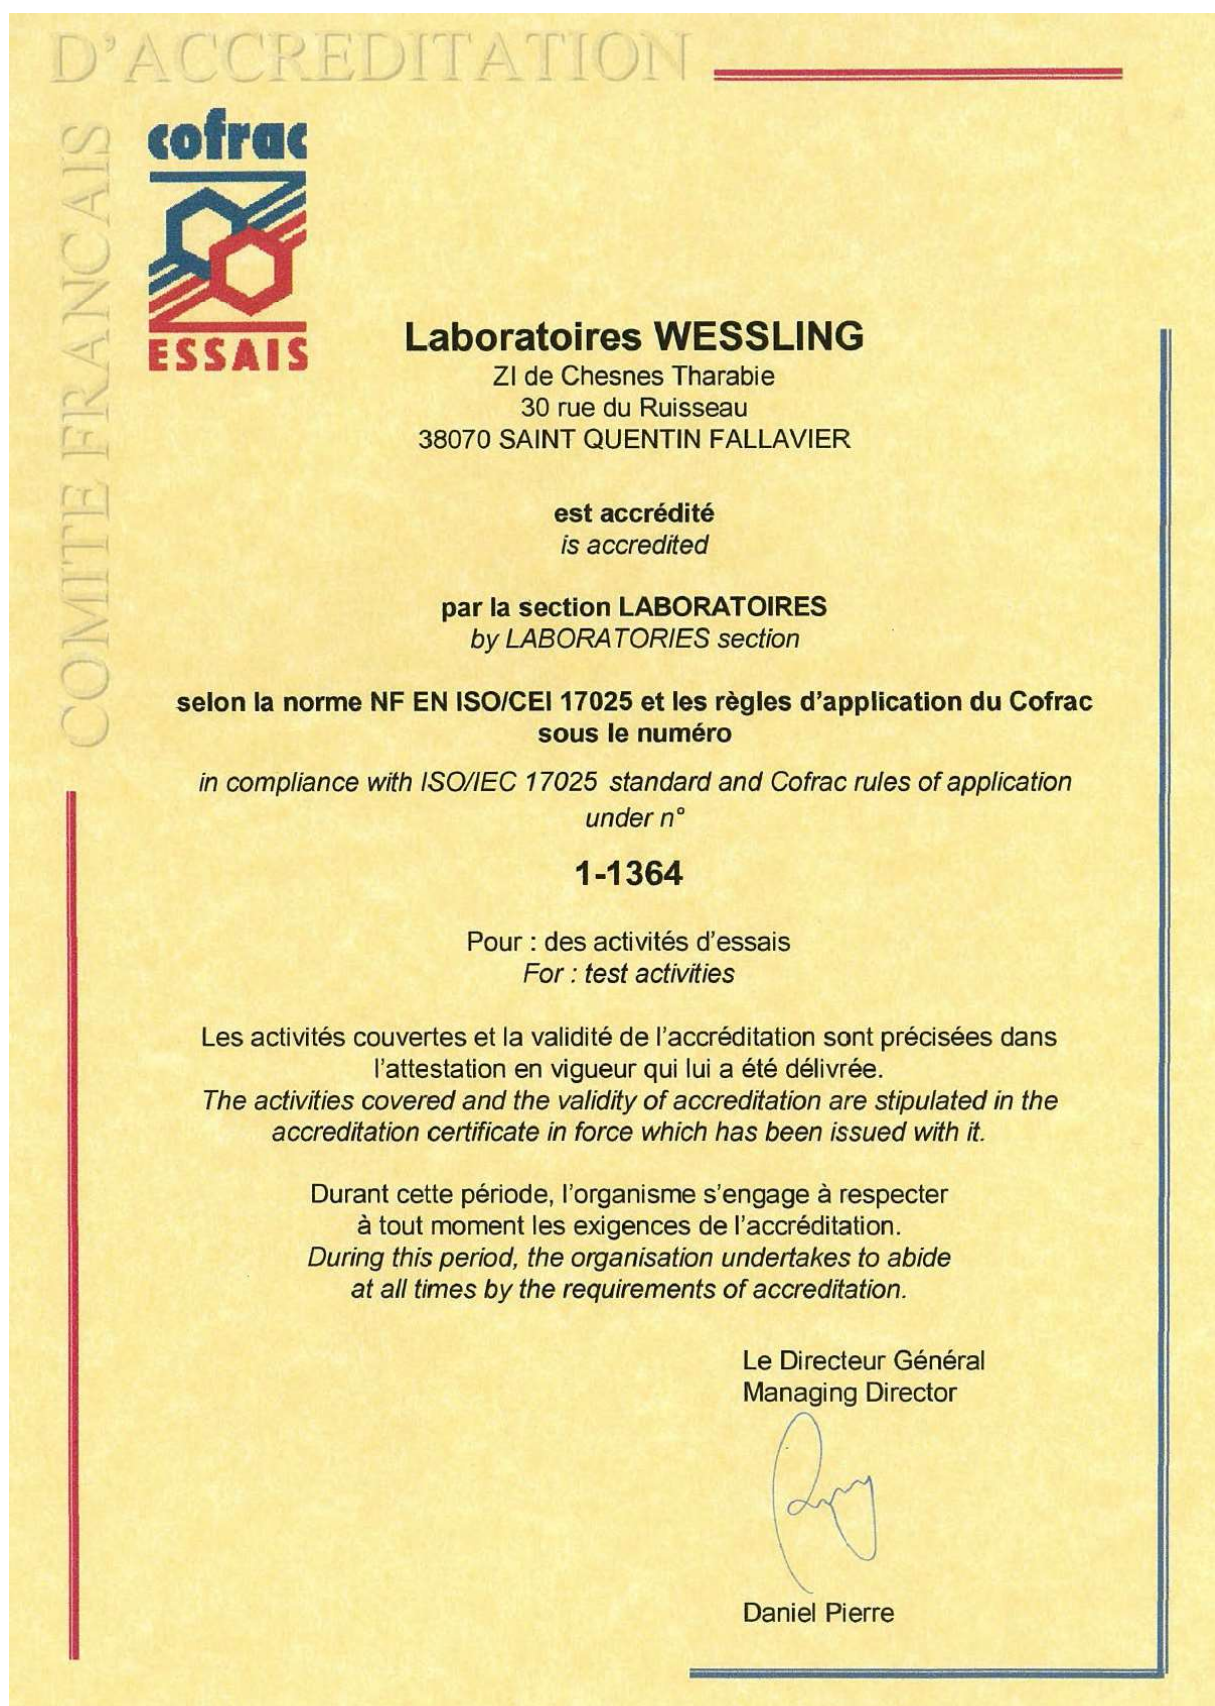 D'ACCREDITATION
COMITE FRANCAIS
cofrac
ESSAIS
Laboratoires WESSLING
ZI de Chesnes Tharabie
30 rue du Ruisseau
38070 SAINT QUENTIN FALLAVIER
est accrédité
is accredited
par la section LABORATOIRES
by LABORATORIES section
selon la norme NF EN ISO/CEI 17025 et les règles d'application du Cofrac
sous le numéro
in compliance with ISO/IEC 17025 standard and Cofrac rules of application
under n°
1-1364
Pour : des activités d'essais
For : test activities
Les activités couvertes et la validité de l'accréditation sont précisées dans
l'attestation en vigueur qui lui a été délivrée.
The activities covered and the validity of accreditation are stipulated in the
accreditation certificate in force which has been issued with it.
Durant cette période, l'organisme s'engage à respecter
à tout moment les exigences de l'accréditation.
During this period, the organisation undertakes to abide
at all times by the requirements of accreditation.
Le Directeur Général
Managing Director
Daniel Pierre